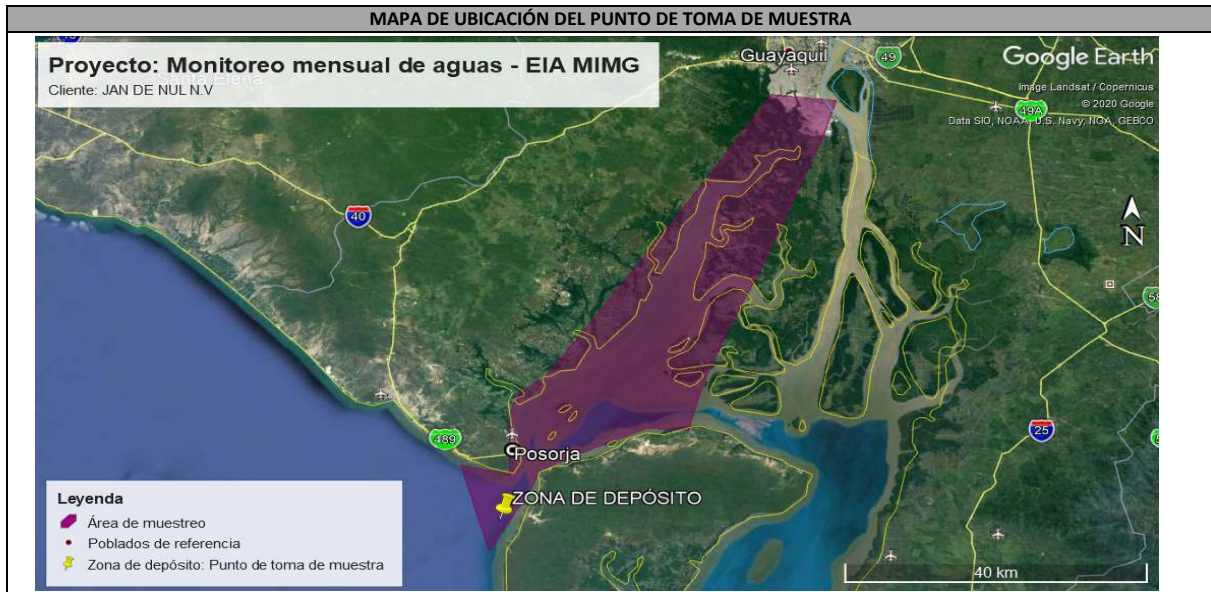 MAPA DE UBICACIÓN DEL PUNTO DE TOMA DE MUESTRA
Proyecto: Monitoreo mensual de aguas - EIA MIMG
Cliente: JAN DE NUL N.V
Guayaquil
49
Google Earth
Image Landsat / Copernicus
© 2020 Google
Data SIO, NOAA, U.S. Navy, NGA, GEBCO
49A
40
N
58
489
25
Posorja
ZONA DE DEPÓSITO
Leyenda
Área de muestreo
Poblados de referencia
Zona de depósito: Punto de toma de muestra
40 km